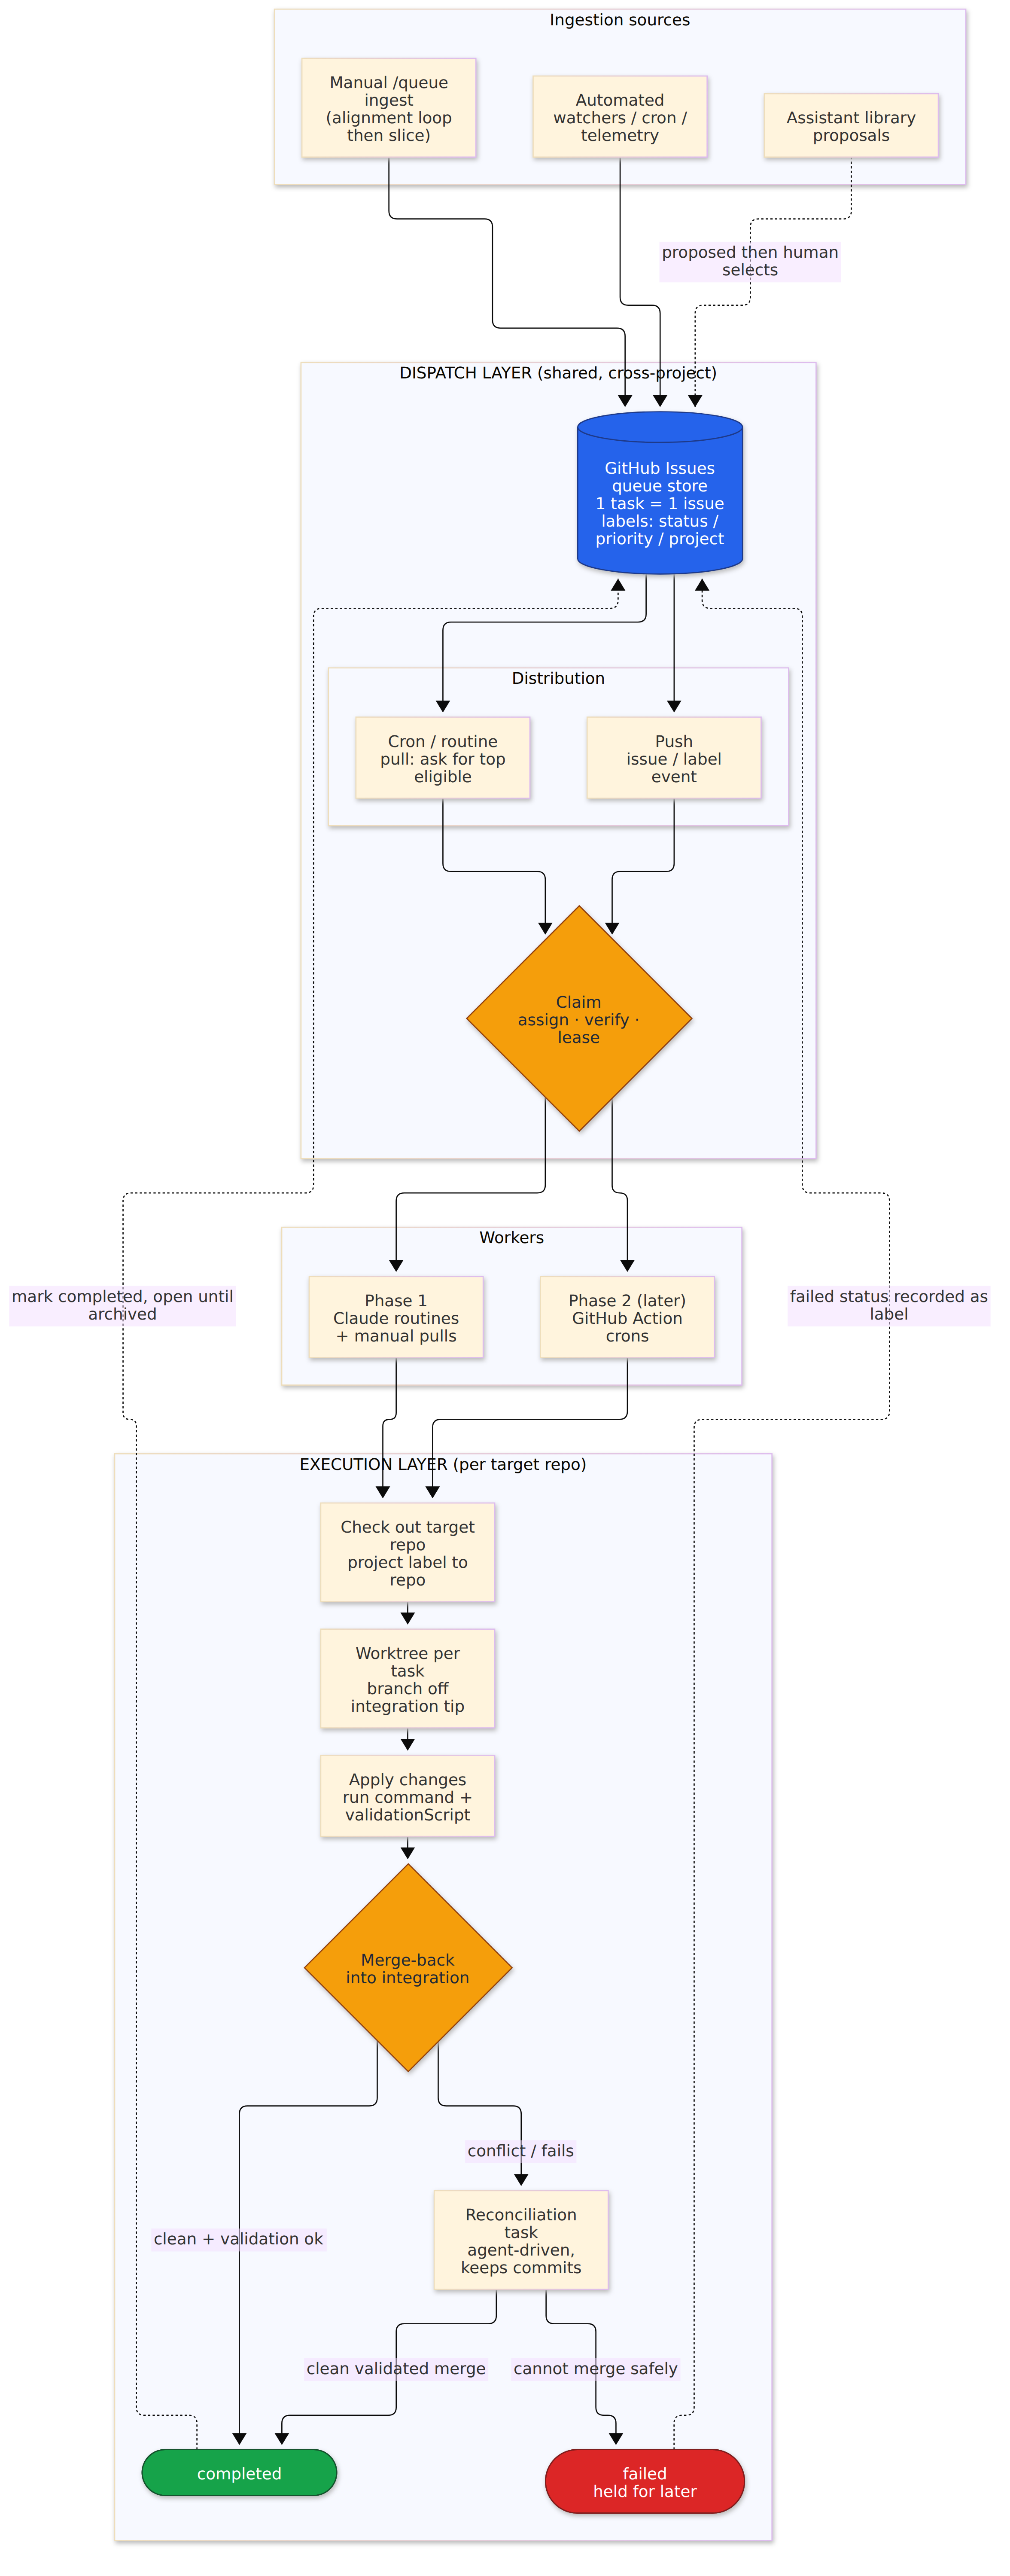 Ingestion sources
Manual /queue
ingest
(alignment loop
then slice)
Automated
watchers / cron /
telemetry
Assistant library
proposals
proposed then human
selects
DISPATCH LAYER (shared, cross-project)
GitHub Issues
queue store
1 task = 1 issue
labels: status /
priority / project
Distribution
Cron / routine
pull: ask for top
eligible
Push
issue / label
event
Claim
assign · verify ·
lease
Workers
Phase 1
Claude routines
+ manual pulls
Phase 2 (later)
GitHub Action
crons
mark completed, open until
archived
failed status recorded as
label
EXECUTION LAYER (per target repo)
Check out target
repo
project label to
repo
Worktree per
task
branch off
integration tip
Apply changes
run command +
validationScript
Merge-back
into integration
conflict / fails
Reconciliation
task
agent-driven,
keeps commits
clean + validation ok
clean validated merge
cannot merge safely
completed
failed
held for later